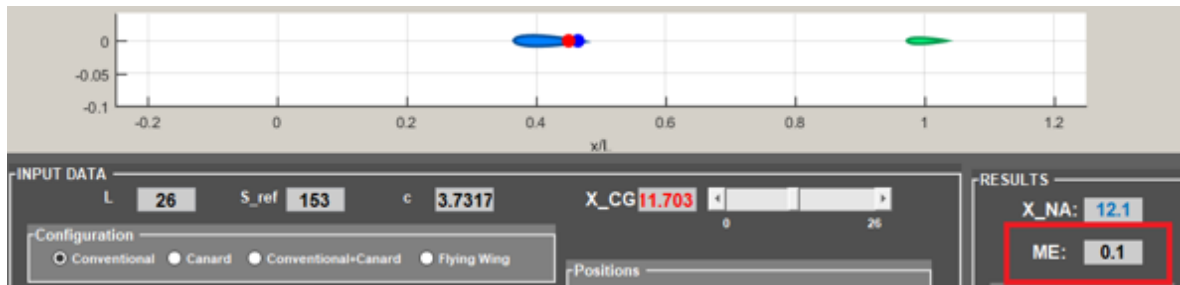 0
-0.05
-0.1
-0.2 0 0.2 0.4 0.6 0.8 1 1.2
x/L
INPUT DATA
L 26 S_ref 153 c 3.7317 X_CG 11.703
0 26
Configuration
Conventional Canard Conventional+Canard Flying Wing
Positions
RESULTS
X_NA: 12.1
ME: 0.1